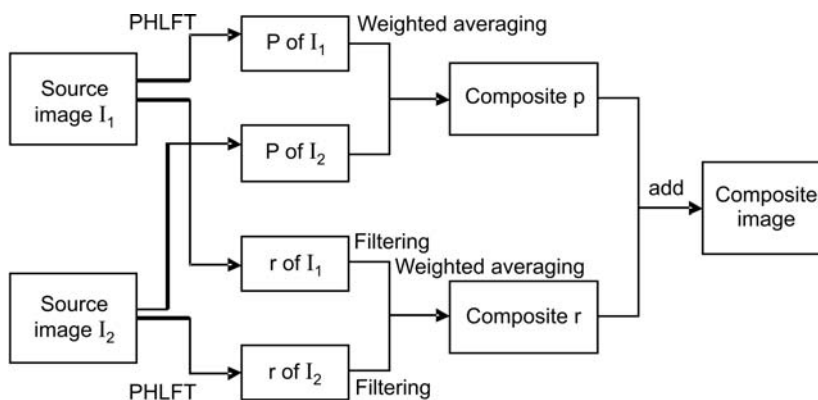 PHLFT
P of I₁
Weighted averaging
Source
image I₁
Composite p
P of I₂
add
Composite
image
r of I₁
Filtering
Weighted averaging
Source
image I₂
Composite r
r of I₂
PHLFT
Filtering